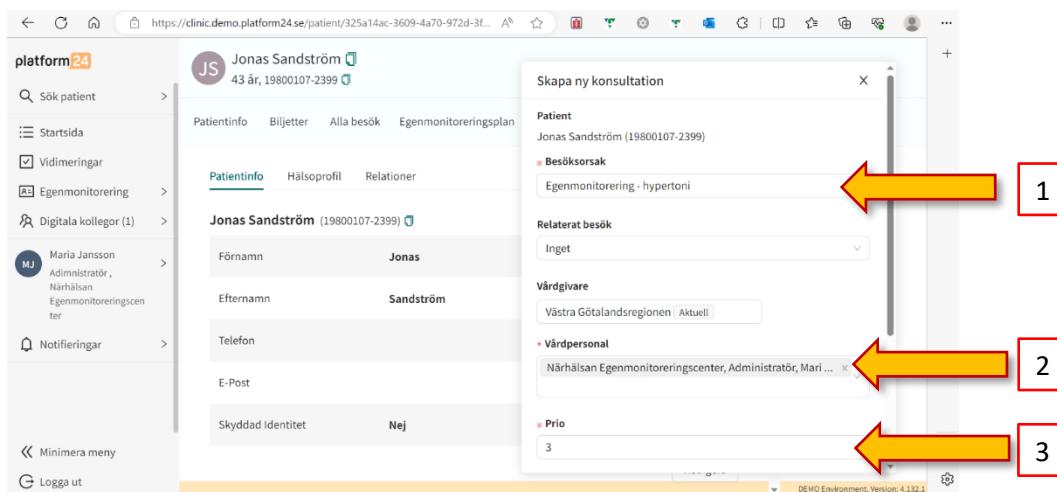 https://clinic.demo.platform24.se/patient/325a14ac-3609-4a70-972d-3f...
platform24
Sök patient
Startsida
Vidimeringar
Egenmonitorering
Digitala kollegor (1)
MJ
Maria Jansson
Adimnistratör ,
Närhälsan
Egenmonitoreringscen
ter
Notifieringar
Minimera meny
Logga ut
JS
Jonas Sandström
43 år, 19800107-2399
Patientinfo Biljetter Alla besök Egenmonitoreringsplan
Patientinfo Hälsoprofil Relationer
Jonas Sandström (19800107-2399)
Förnamn Jonas
Efternamn Sandström
Telefon
E-Post
Skyddad Identitet Nej
Skapa ny konsultation
Patient
Jonas Sandström (19800107-2399)
* Besöksorsak
Egenmonitorering - hypertoni
Relaterat besök
Inget
Vårdgivare
Västra Götalandsregionen Aktuell
* Vårdpersonal
Närhälsan Egenmonitoreringscenter, Administratör, Mari ...
* Prio
3
DEMO Environment. Version: 4.132.1
1
2
3